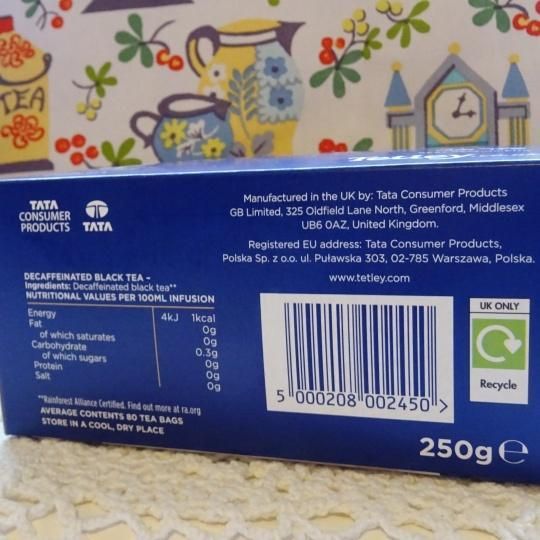 TEA
Tetley
TATA
CONSUMER
PRODUCTS
TATA
Manufactured in the UK by: Tata Consumer Products
GB Limited, 325 Oldfield Lane North, Greenford, Middlesex
UB6 0AZ, United Kingdom.
Registered EU address: Tata Consumer Products,
Polska Sp. z o.o. ul. Puławska 303, 02-785 Warszawa, Polska.
www.tetley.com
DECAFFEINATED BLACK TEA -
Ingredients: Decaffeinated black tea**
NUTRITIONAL VALUES PER 100ML INFUSION
Energy 4kJ 1kcal
Fat 0g
of which saturates 0g
Carbohydrate 0.3g
of which sugars 0g
Protein 0g
Salt 0g
**Rainforest Alliance Certified. Find out more at ra.org
AVERAGE CONTENTS 80 TEA BAGS
STORE IN A COOL, DRY PLACE
5 000208 002450 >
UK ONLY
Recycle
250g e